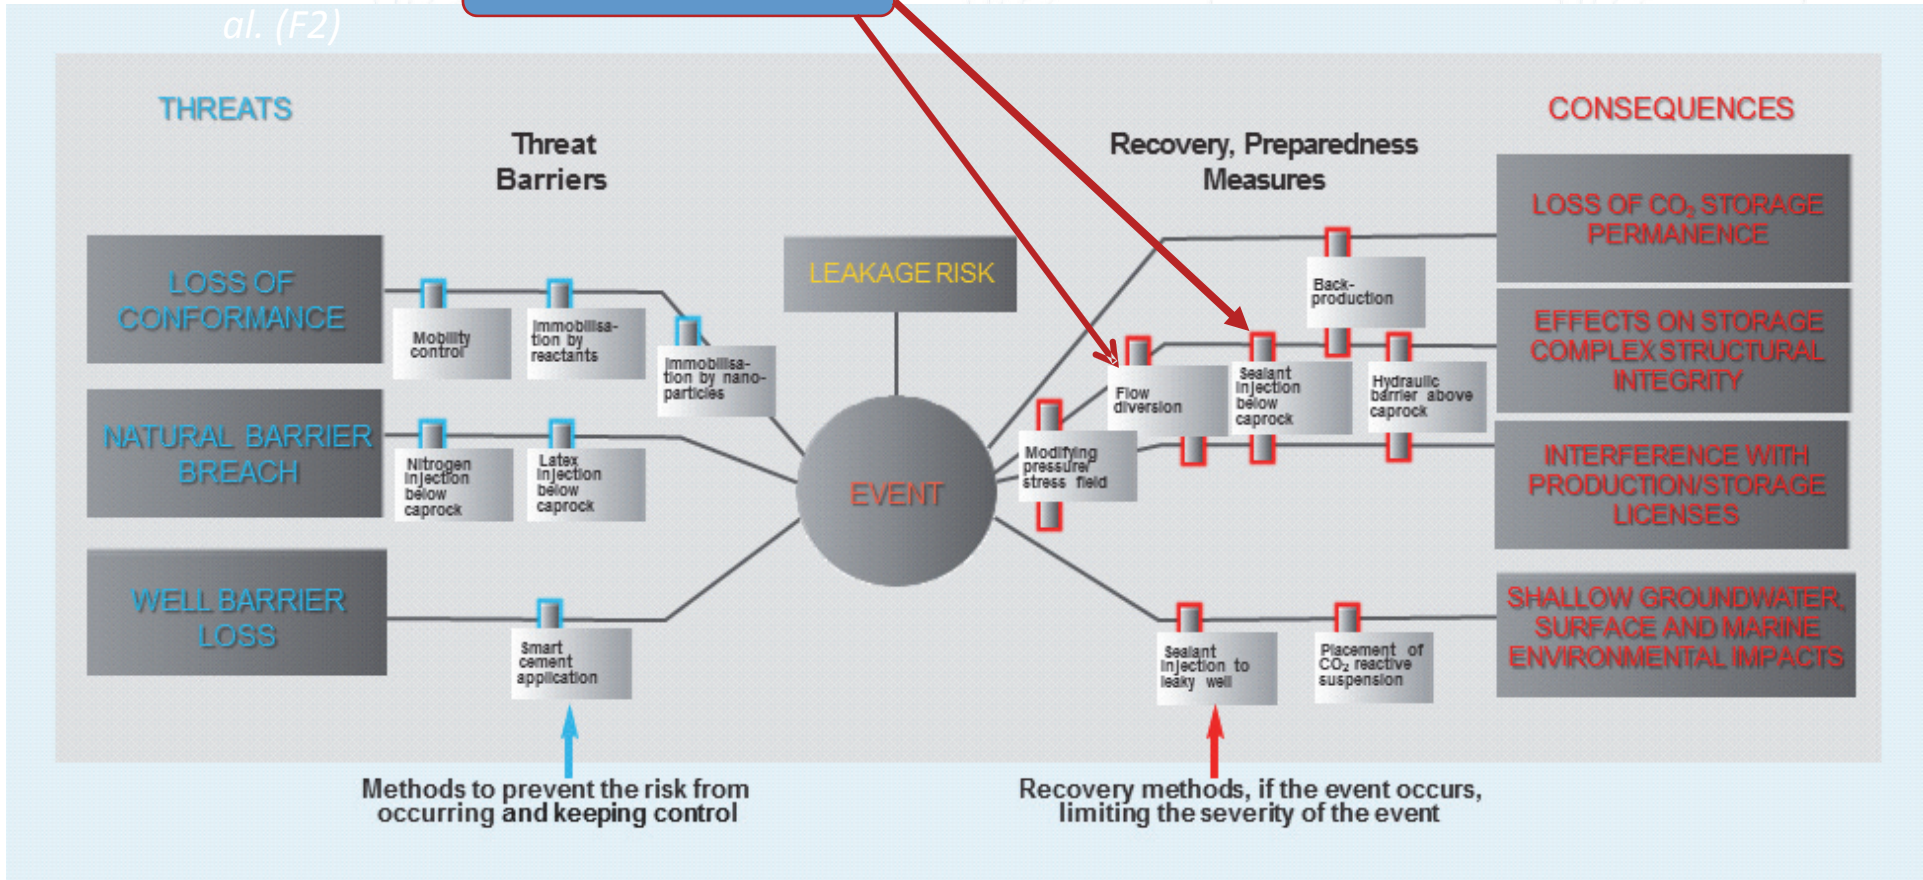 al. (F2)
THREATS
CONSEQUENCES
Threat
Barriers
Recovery, Preparedness
Measures
LOSS OF
CONFORMANCE
Mobility
control
Immobilisa-
tion by
reactants
Immobilisa-
tion by nano-
particles
NATURAL BARRIER
BREACH
Nitrogen
injection
below
caprock
Latex
injection
below
caprock
WELL BARRIER
LOSS
Smart
cement
application
LEAKAGE RISK
EVENT
Back-
production
Flow
diversion
Sealant
injection
below
caprock
Hydraulic
barrier above
caprock
Modifying
pressure/
stress field
Sealant
injection to
leaky well
Placement of
CO₂ reactive
suspension
LOSS OF CO₂ STORAGE
PERMANENCE
EFFECTS ON STORAGE
COMPLEX STRUCTURAL
INTEGRITY
INTERFERENCE WITH
PRODUCTION/STORAGE
LICENSES
SHALLOW GROUNDWATER,
SURFACE AND MARINE
ENVIRONMENTAL IMPACTS
Methods to prevent the risk from
occurring and keeping control
Recovery methods, if the event occurs,
limiting the severity of the event